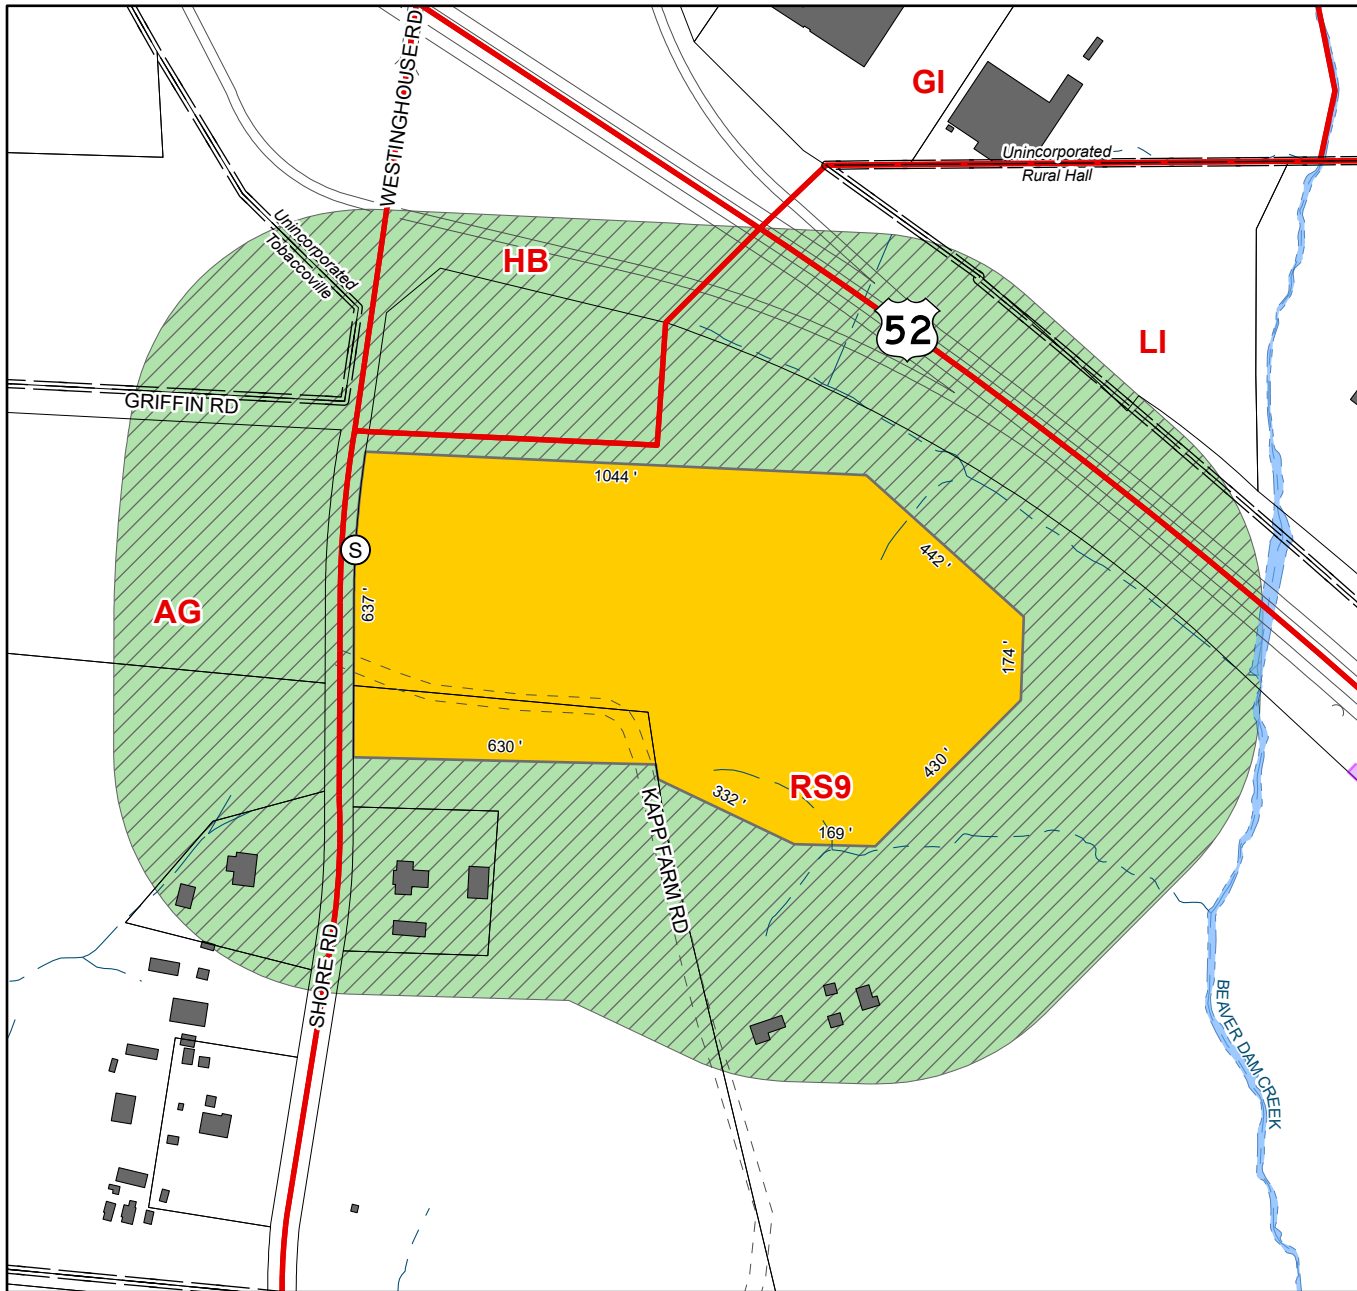 WESTINGHOUSE RD
GI
Unincorporated
Rural Hall
Unincorporated
Tobaccoville
HB
52
LI
GRIFFIN RD
1044 '
442 '
S
AG
637 '
174 '
630 '
430 '
RS9
332 '
169 '
KAPP FARM RD
SHORE RD
BEAVER DAM CREEK